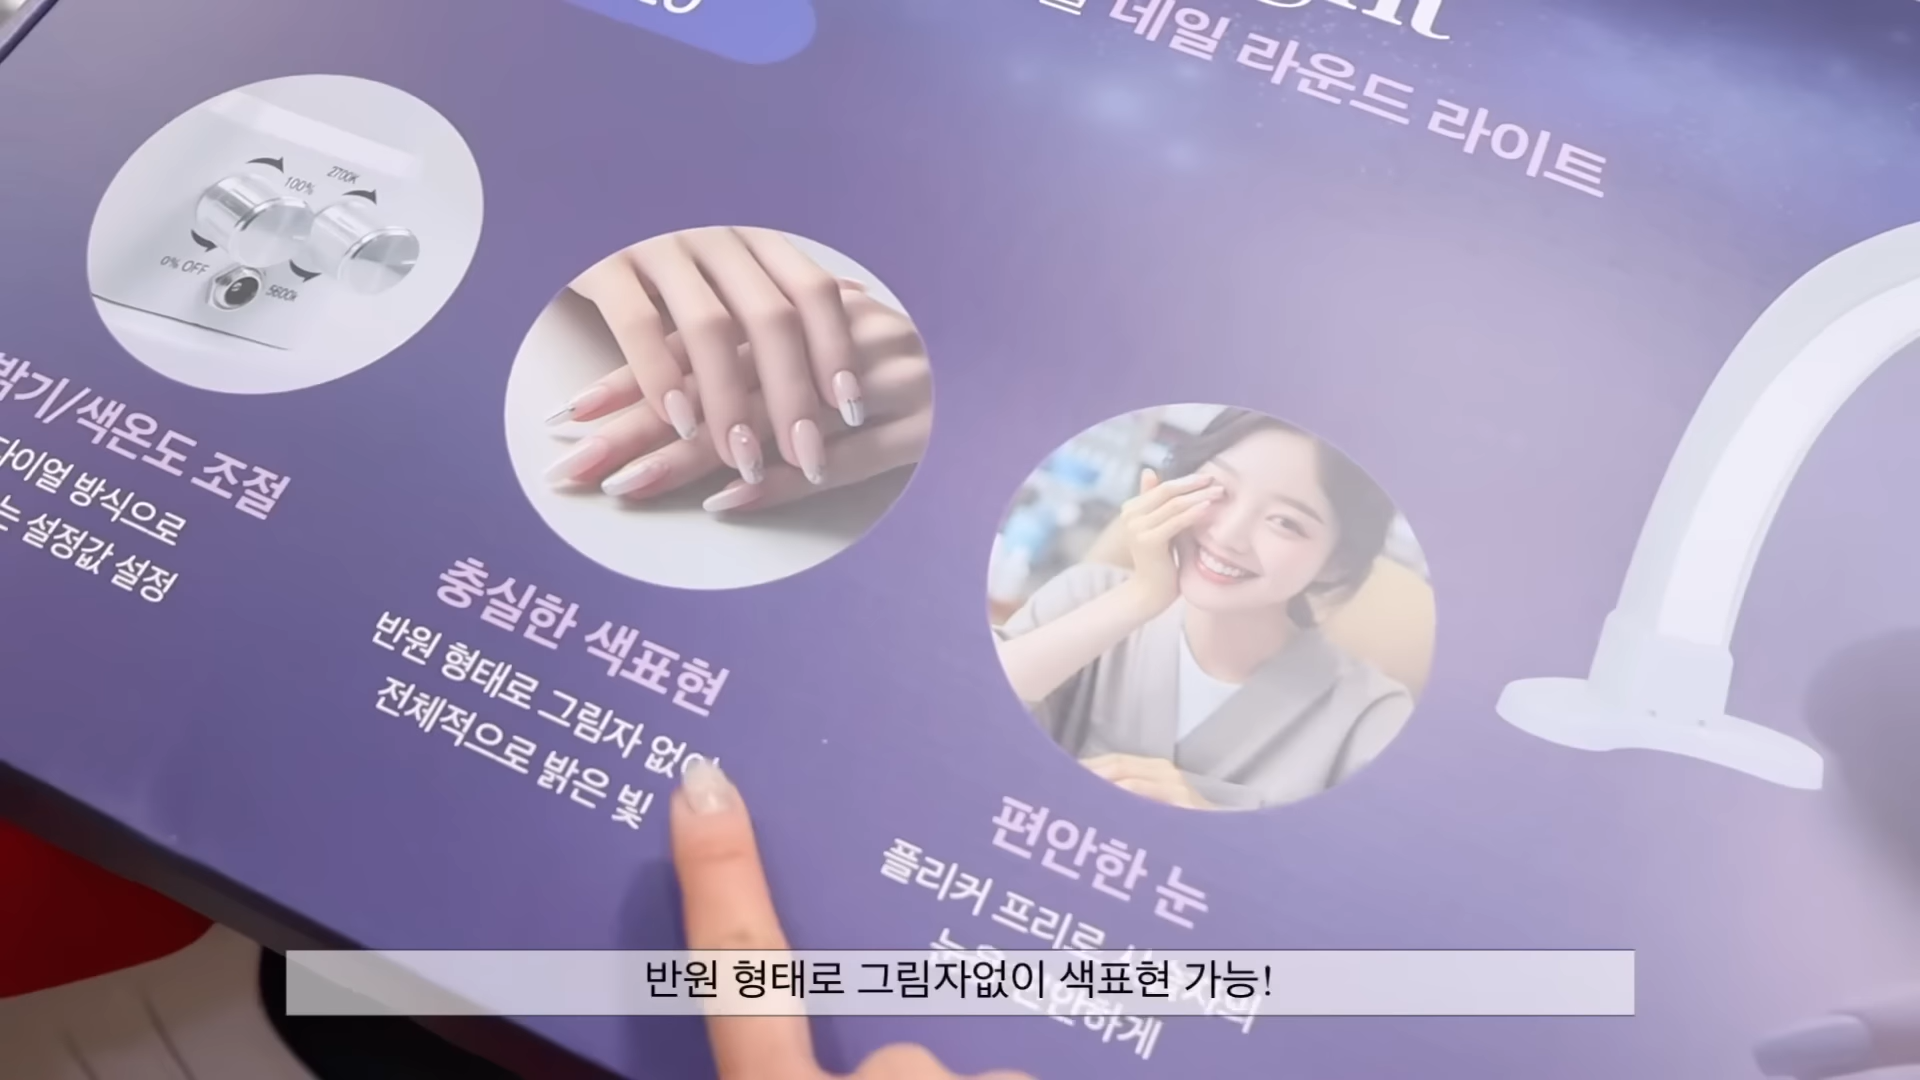 네일 라운드 라이트
100%
2700K
0% OFF
5600k
밝기/색온도 조절
다이얼 방식으로
는 설정값 설정
충실한 색표현
반원 형태로 그림자 없이
전체적으로 밝은 빛
편안한 눈
플리커 프리로
반원 형태로 그림자없이 색표현 가능!